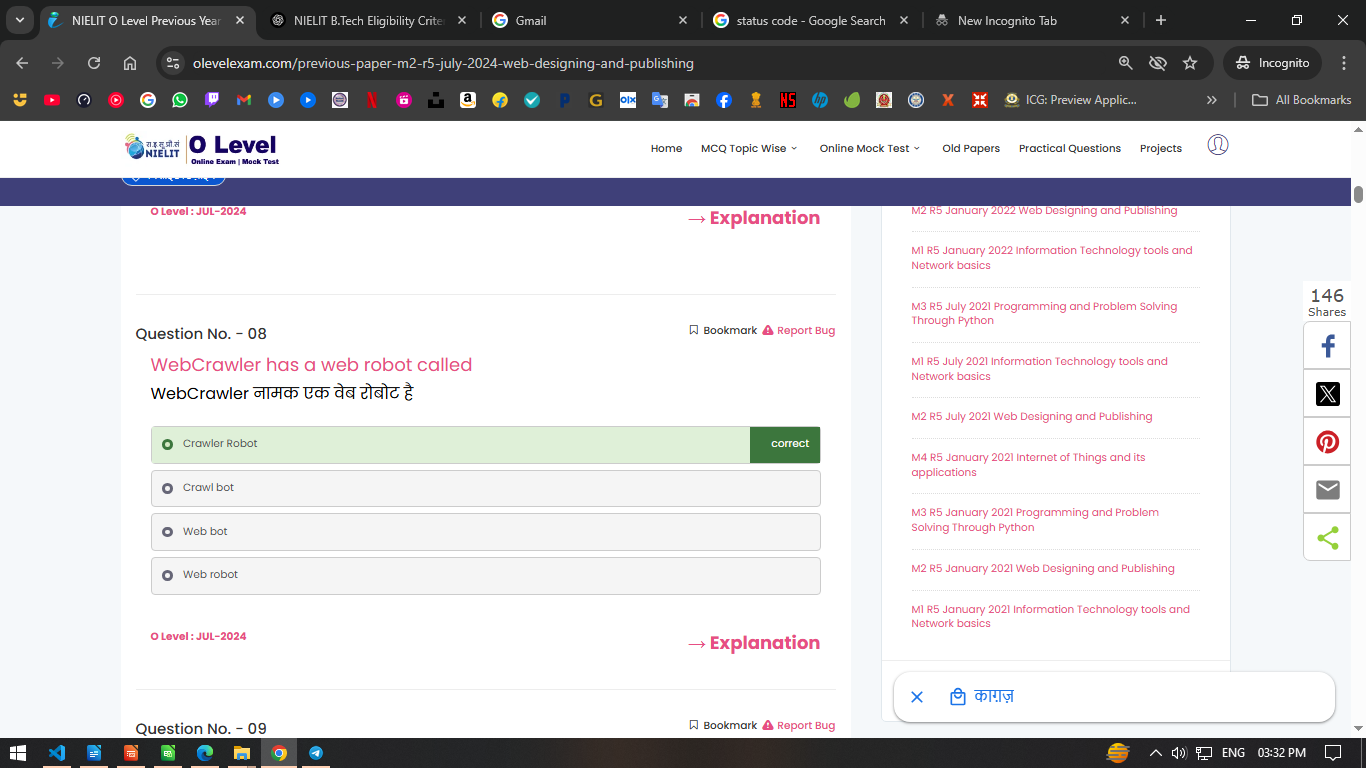 NIELIT O Level Previous Year
NIELIT B.Tech Eligibility Crite
Gmail
status code - Google Search
New Incognito Tab
olevelexam.com/previous-paper-m2-r5-july-2024-web-designing-and-publishing
Incognito
ICG: Preview Applic...
All Bookmarks
रा.इ.सू.प्रौ.सं
NIELIT
O Level
Online Exam | Mock Test
Home
MCQ Topic Wise
Online Mock Test
Old Papers
Practical Questions
Projects
O Level : JUL-2024
→ Explanation
Question No. - 08
Bookmark
Report Bug
WebCrawler has a web robot called
WebCrawler नामक एक वेब रोबोट है
Crawler Robot
correct
Crawl bot
Web bot
Web robot
O Level : JUL-2024
→ Explanation
Question No. - 09
Bookmark
Report Bug
M2 R5 January 2022 Web Designing and Publishing
M1 R5 January 2022 Information Technology tools and
Network basics
M3 R5 July 2021 Programming and Problem Solving
Through Python
M1 R5 July 2021 Information Technology tools and
Network basics
M2 R5 July 2021 Web Designing and Publishing
M4 R5 January 2021 Internet of Things and its
applications
M3 R5 January 2021 Programming and Problem
Solving Through Python
M2 R5 January 2021 Web Designing and Publishing
M1 R5 January 2021 Information Technology tools and
Network basics
146
Shares
काग़ज़
ENG
03:32 PM